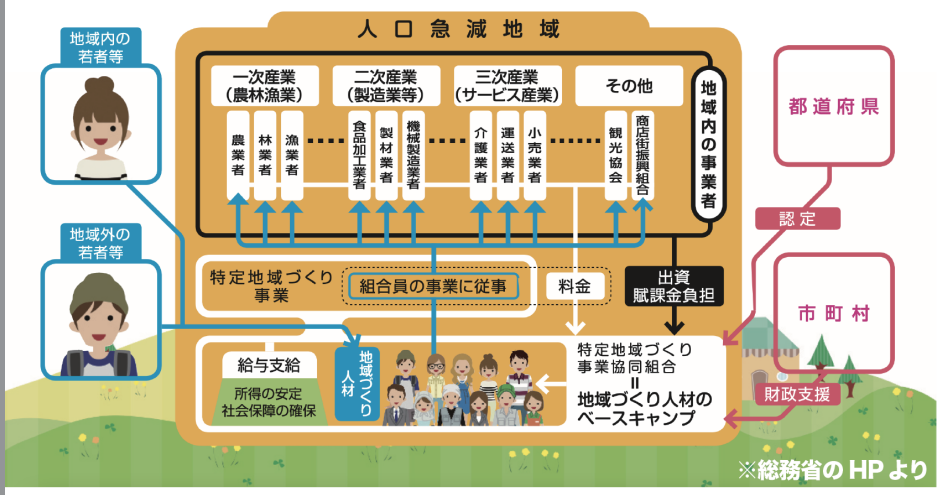 人口急減地域
地域内の
若者等
一次産業
（農林漁業）
二次産業
（製造業等）
三次産業
（サービス産業）
その他
地域内の事業者
農業者
林業者
漁業者
食品加工業者
製材業者
機械製造業者
介護業者
運送業者
小売業者
観光協会
商店街振興組合
都道府県
認定
地域外の
若者等
特定地域づくり
事業
組合員の事業に従事
料金
出資
賦課金負担
市町村
給与支給
所得の安定
社会保障の確保
地域づくり
人材
特定地域づくり
事業協同組合
=
地域づくり人材の
ベースキャンプ
財政支援
※総務省のHPより